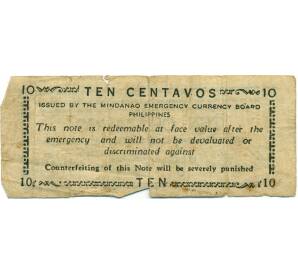 10 TEN CENTAVOS 10
ISSUED BY THE MINDANAO EMERGENCY CURRENCY BOARD
PHILIPPINES
This note is redeemable at face value after the
emergency and will not be devaluated or
discriminated against
Counterfeiting of this Note will be severely punished
10 TEN 10